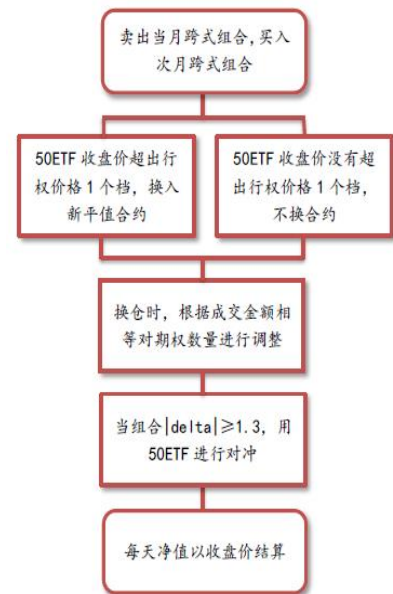 卖出当月跨式组合,买入
次月跨式组合
50ETF 收盘价超出行
权价格 1 个档，换入
新平值合约
50ETF 收盘价没有超
出行权价格 1 个档，
不换合约
换仓时，根据成交金额相
等对期权数量进行调整
当组合|delta|≥1.3，用
50ETF 进行对冲
每天净值以收盘价结算